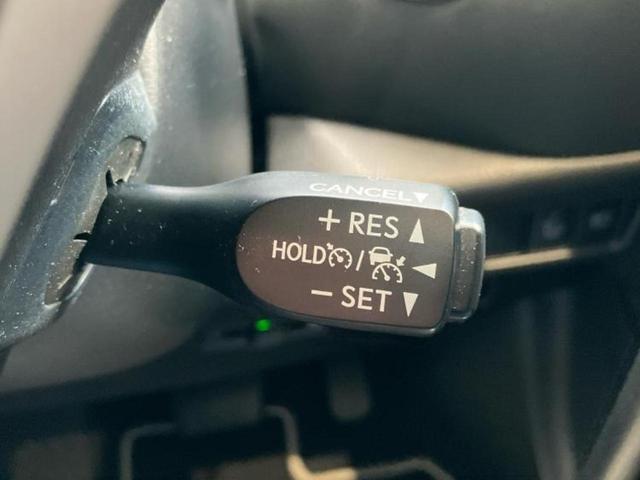 CANCEL
+ RES
HOLD /
- SET